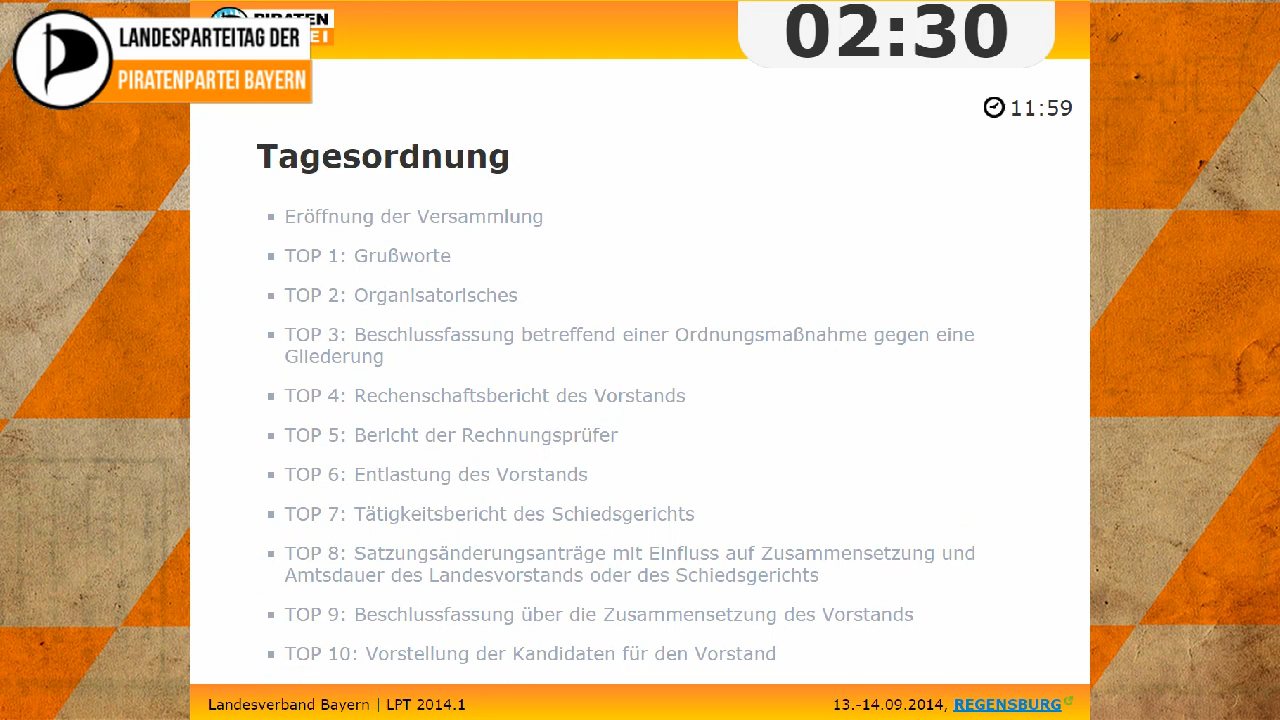 PIRATEN
LANDESPARTEITAG DER
PIRATENPARTEI BAYERN
02:30
11:59
Tagesordnung
Eröffnung der Versammlung
TOP 1: Grußworte
TOP 2: Organisatorisches
TOP 3: Beschlussfassung betreffend einer Ordnungsmaßnahme gegen eine
Gliederung
TOP 4: Rechenschaftsbericht des Vorstands
TOP 5: Bericht der Rechnungsprüfer
TOP 6: Entlastung des Vorstands
TOP 7: Tätigkeitsbericht des Schiedsgerichts
TOP 8: Satzungsänderungsanträge mit Einfluss auf Zusammensetzung und
Amtsdauer des Landesvorstands oder des Schiedsgerichts
TOP 9: Beschlussfassung über die Zusammensetzung des Vorstands
TOP 10: Vorstellung der Kandidaten für den Vorstand
Landesverband Bayern | LPT 2014.1
13.-14.09.2014, REGENSBURG